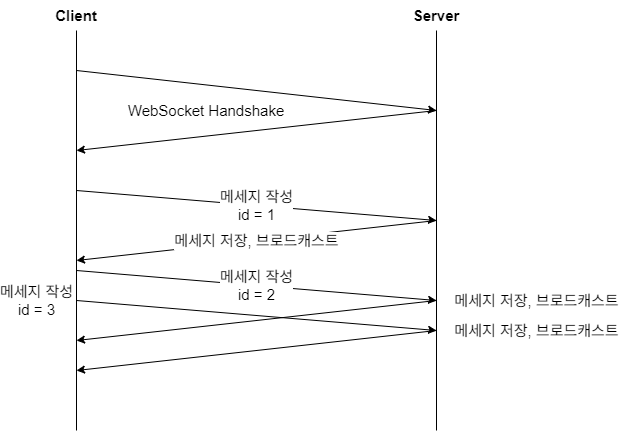 Client
Server
WebSocket Handshake
메세지 작성
id = 1
메세지 저장, 브로드캐스트
메세지 작성
id = 2
메세지 작성
id = 3
메세지 저장, 브로드캐스트
메세지 저장, 브로드캐스트